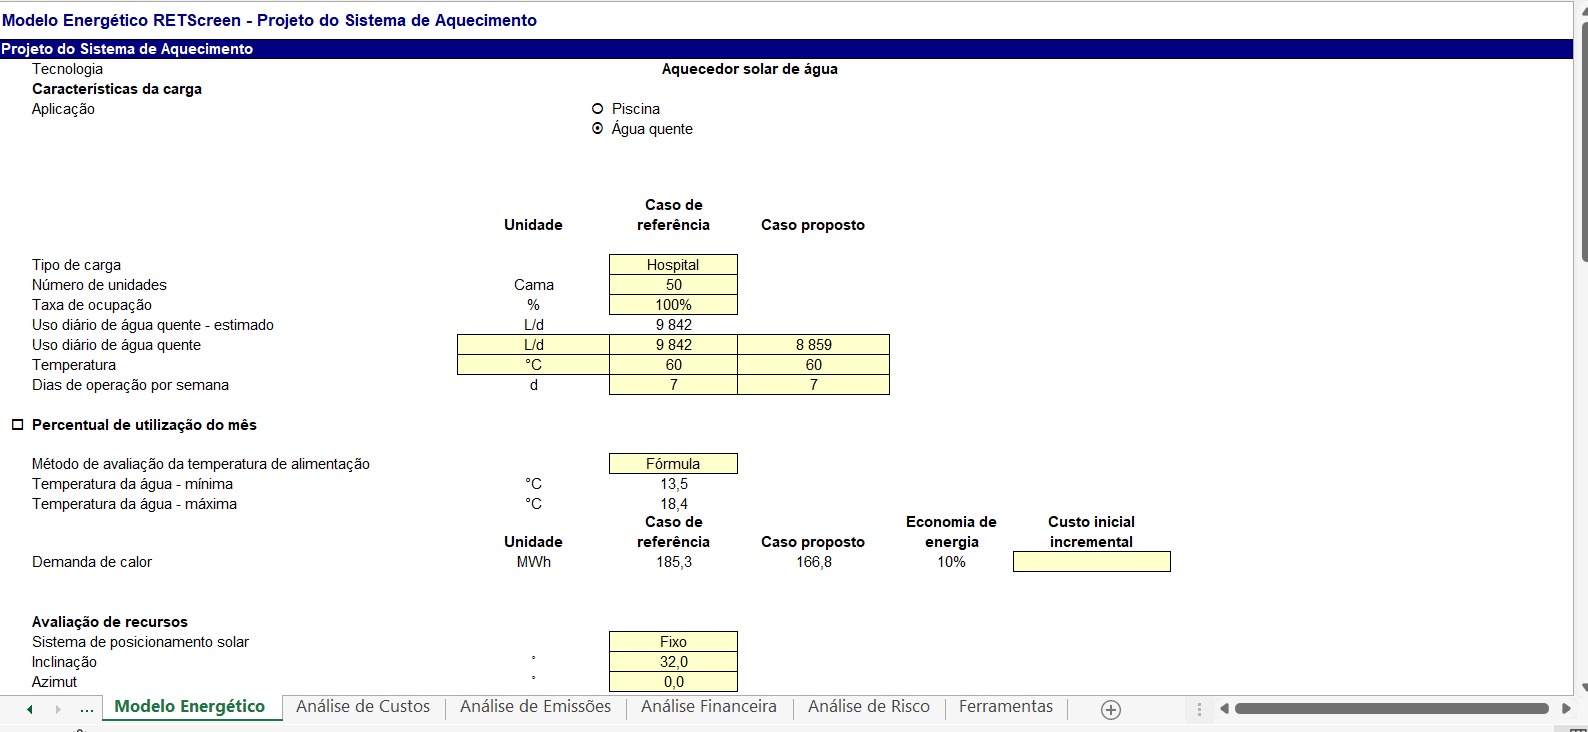 Modelo Energético RETScreen - Projeto do Sistema de Aquecimento
Projeto do Sistema de Aquecimento
Tecnologia Aquecedor solar de água
Características da carga
Aplicação Piscina
Água quente
Caso de
Unidade referência Caso proposto
Tipo de carga Hospital
Número de unidades Cama 50
Taxa de ocupação % 100%
Uso diário de água quente - estimado L/d 9 842
Uso diário de água quente L/d 9 842 8 859
Temperatura °C 60 60
Dias de operação por semana d 7 7
Percentual de utilização do mês
Método de avaliação da temperatura de alimentação Fórmula
Temperatura da água - mínima °C 13,5
Temperatura da água - máxima °C 18,4
Caso de Economia de Custo inicial
Unidade referência Caso proposto energia incremental
Demanda de calor MWh 185,3 166,8 10%
Avaliação de recursos
Sistema de posicionamento solar Fixo
Inclinação ° 32,0
Azimut ° 0,0
... Modelo Energético Análise de Custos Análise de Emissões Análise Financeira Análise de Risco Ferramentas